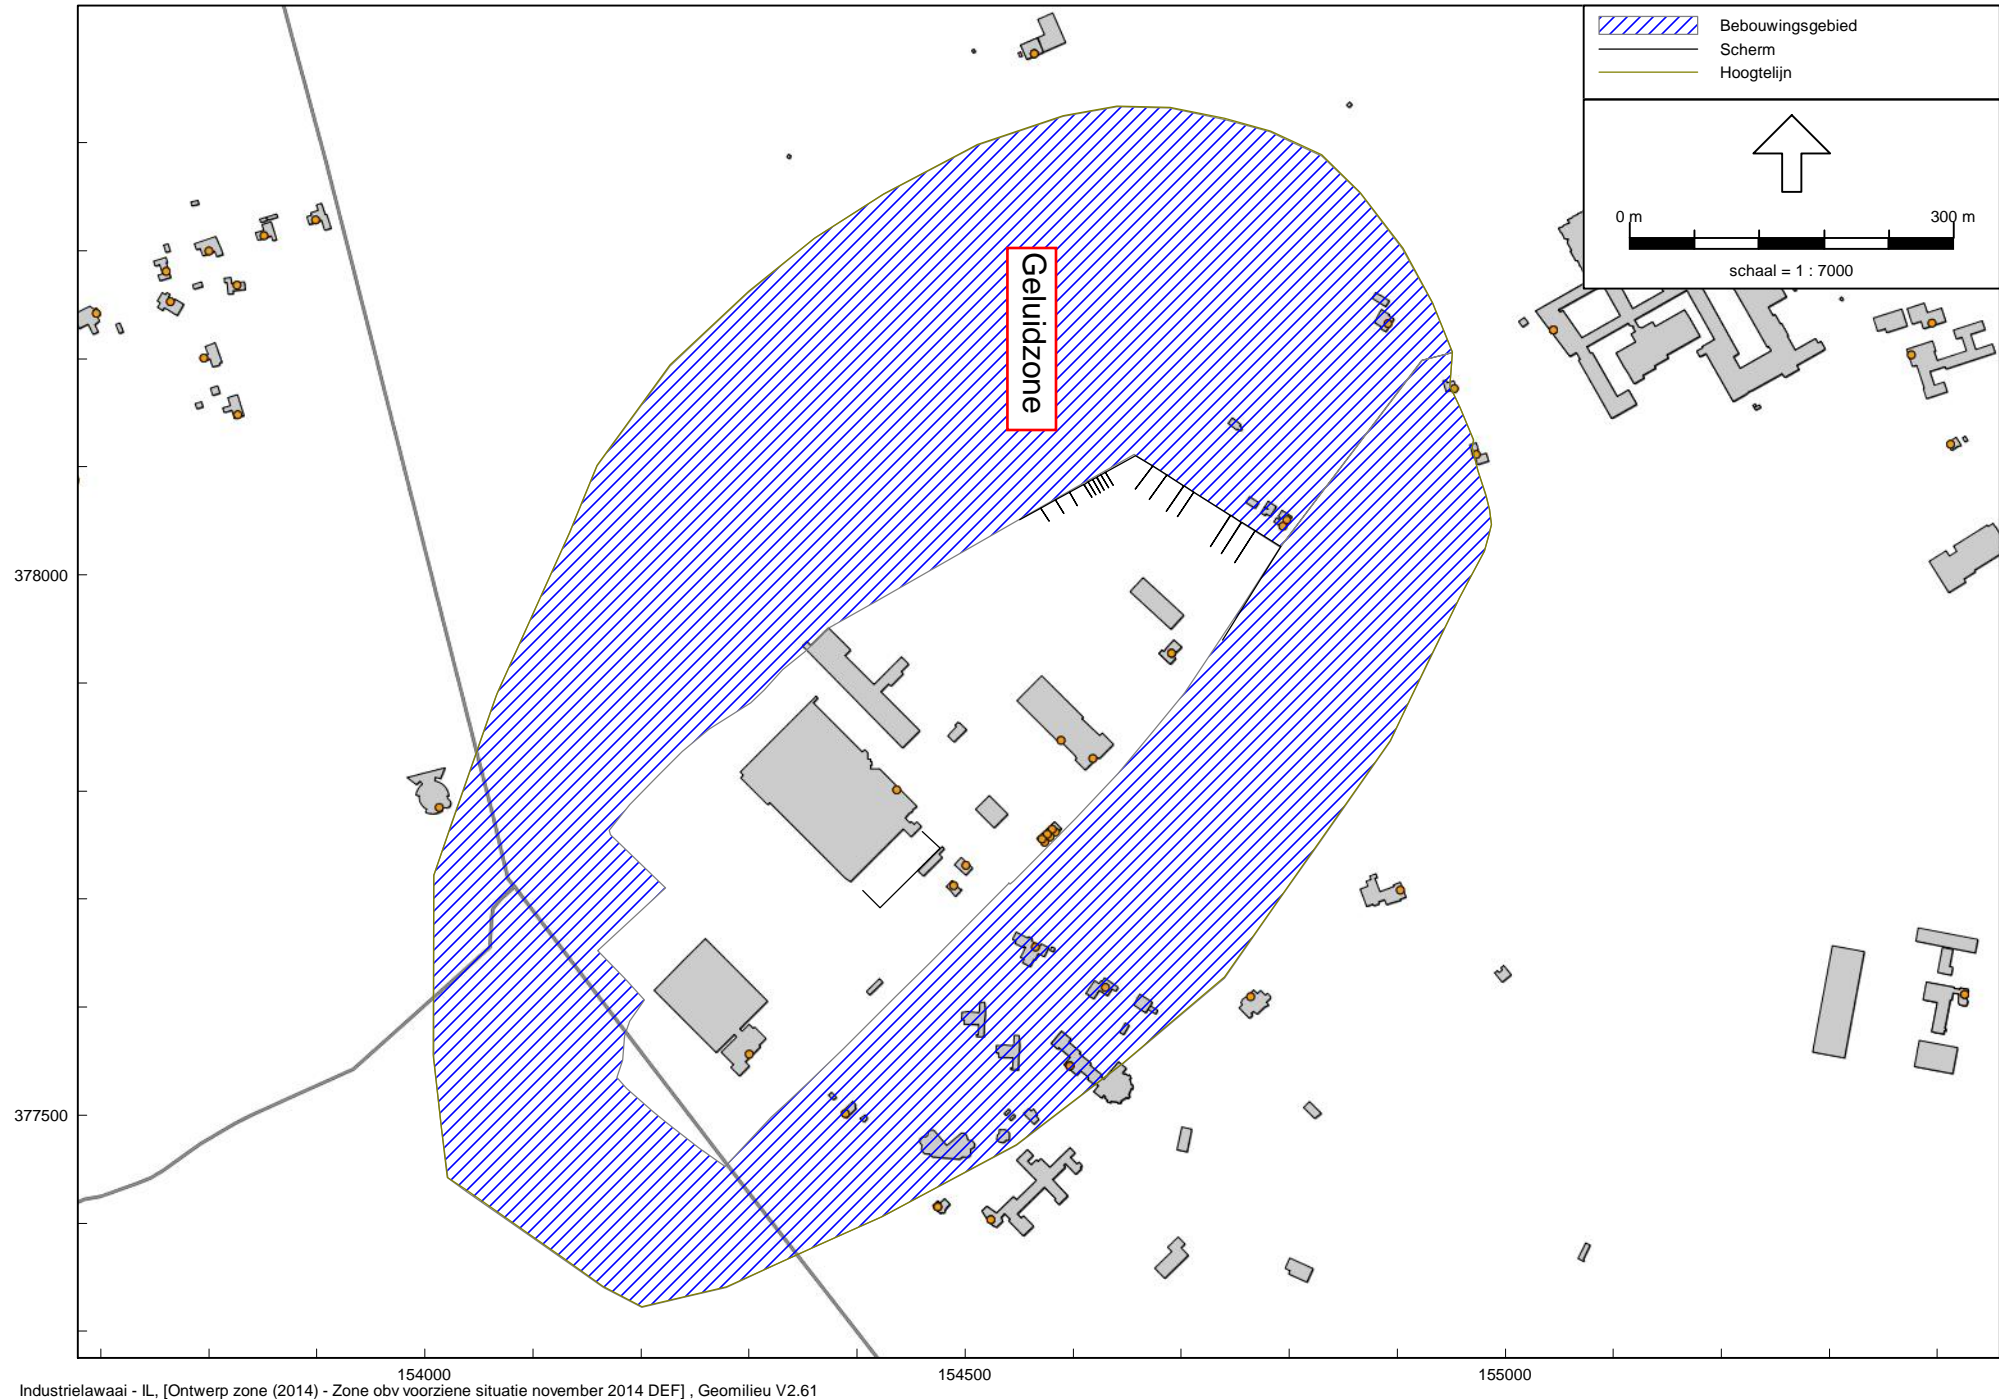 Bebouwingsgebied
Scherm
Hoogtelijn
0 m 300 m
schaal = 1 : 7000
Geluidzone
378000
377500
154000 154500 155000
Industrielawaai - IL, [Ontwerp zone (2014) - Zone obv voorziene situatie november 2014 DEF] , Geomilieu V2.61